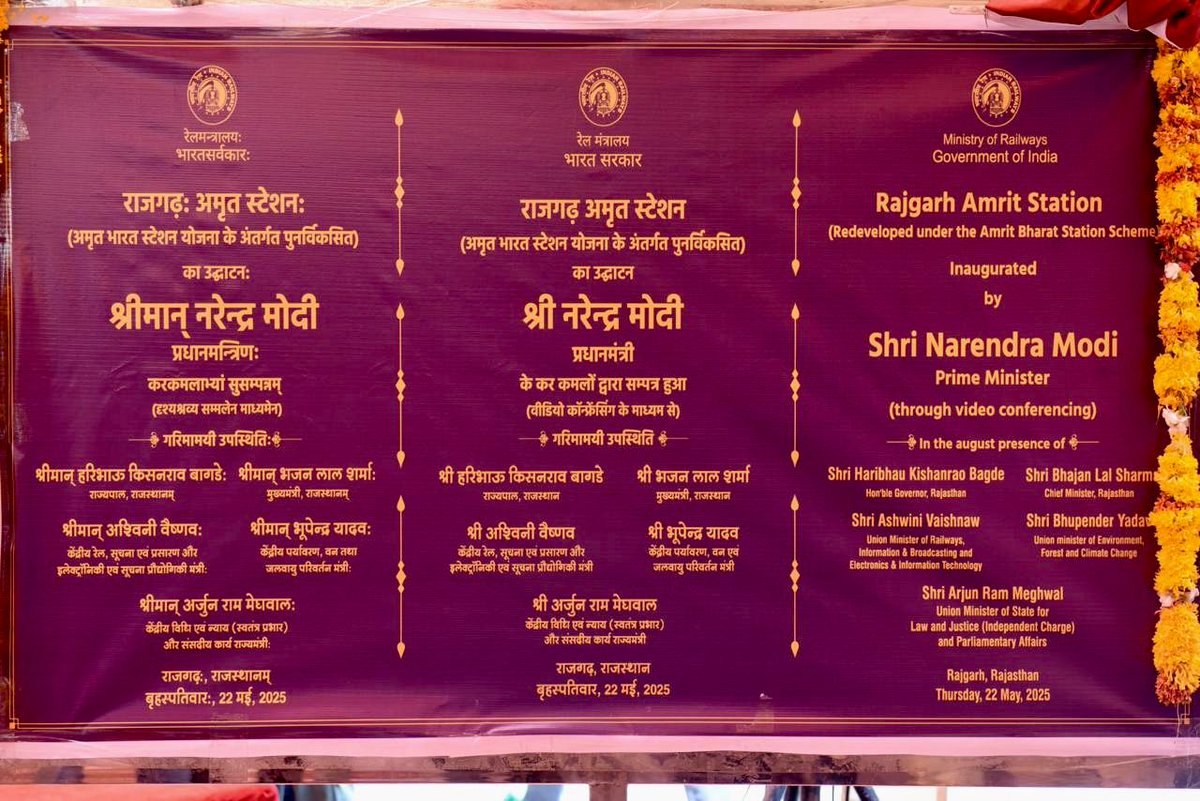 रेलमन्त्रालय:
भारतसर्वकार:
राजगढ़: अमृत स्टेशन:
(अमृत भारत स्टेशन योजना के अंतर्गत पुनर्विकसित)
का उद्घाटन:
श्रीमान् नरेन्द्र मोदी
प्रधानमन्त्रिण:
करकमलाभ्यां सुसम्पन्नम्
(दृश्यश्रव्य सम्मलेन माध्यमेन)
गरिमामयी उपस्थिति:
श्रीमान् हरिभाऊ किसनराव बागडे: श्रीमान् भजन लाल शर्मा:
राज्यपाल, राजस्थानम् मुख्यमंत्री, राजस्थानम्
श्रीमान् अश्विनी वैष्णव: श्रीमान् भूपेन्द्र यादव:
केंद्रीय रेल, सूचना एवं प्रसारण और केंद्रीय पर्यावरण, वन तथा
इलेक्ट्रॉनिकी एवं सूचना प्रौद्योगिकी मंत्री: जलवायु परिवर्तन मंत्री:
श्रीमान् अर्जुन राम मेघवाल:
केंद्रीय विधि एवं न्याय (स्वतंत्र प्रभार)
और संसदीय कार्य राज्यमंत्री:
राजगढ़:, राजस्थानम्
बृहस्पतिवार:, 22 मई, 2025
रेल मंत्रालय
भारत सरकार
राजगढ़ अमृत स्टेशन
(अमृत भारत स्टेशन योजना के अंतर्गत पुनर्विकसित)
का उद्घाटन
श्री नरेन्द्र मोदी
प्रधानमंत्री
के कर कमलों द्वारा सम्पत्र हुआ
(वीडियो कॉन्फ्रेंसिंग के माध्यम से)
गरिमामयी उपस्थिति
श्री हरिभाऊ किसनराव बागडे श्री भजन लाल शर्मा
राज्यपाल, राजस्थान मुख्यमंत्री, राजस्थान
श्री अश्विनी वैष्णव श्री भूपेन्द्र यादव
केंद्रीय रेल, सूचना एवं प्रसारण और केंद्रीय पर्यावरण, वन एवं
इलेक्ट्रॉनिकी एवं सूचना प्रौद्योगिकी मंत्री जलवायु परिवर्तन मंत्री
श्री अर्जुन राम मेघवाल
केंद्रीय विधि एवं न्याय (स्वतंत्र प्रभार)
और संसदीय कार्य राज्यमंत्री
राजगढ़, राजस्थान
बृहस्पतिवार, 22 मई, 2025
Ministry of Railways
Government of India
Rajgarh Amrit Station
(Redeveloped under the Amrit Bharat Station Scheme
Inaugurated
by
Shri Narendra Modi
Prime Minister
(through video conferencing)
In the august presence of
Shri Haribhau Kishanrao Bagde Shri Bhajan Lal Sharm
Hon'ble Governor, Rajasthan Chief Minister, Rajasthan
Shri Ashwini Vaishnaw Shri Bhupender Yadav
Union Minister of Railways, Union minister of Environment,
Information & Broadcasting and Forest and Climate Change
Electronics & Information Technology
Shri Arjun Ram Meghwal
Union Minister of State for
Law and Justice (Independent Charge)
and Parliamentary Affairs
Rajgarh, Rajasthan
Thursday, 22 May, 2025